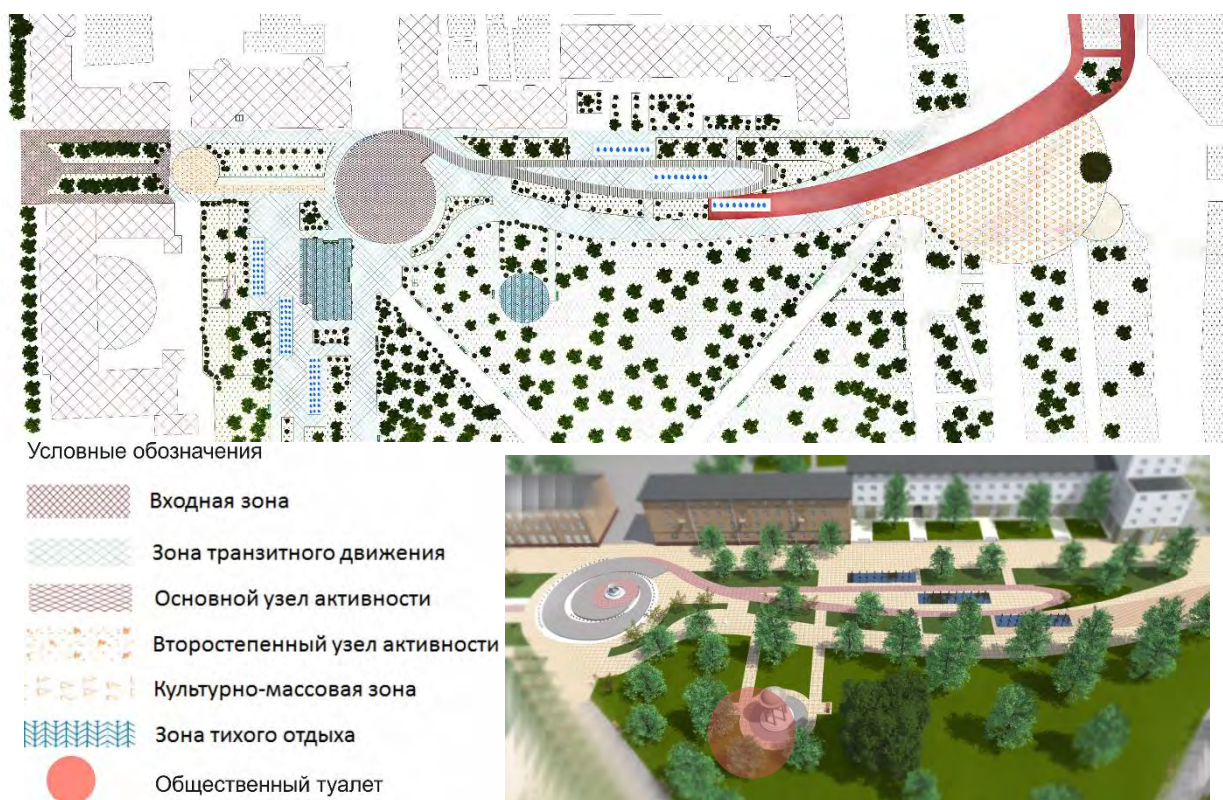 Условные обозначения
Входная зона
Зона транзитного движения
Основной узел активности
Второстепенный узел активности
Культурно-массовая зона
Зона тихого отдыха
Общественный туалет